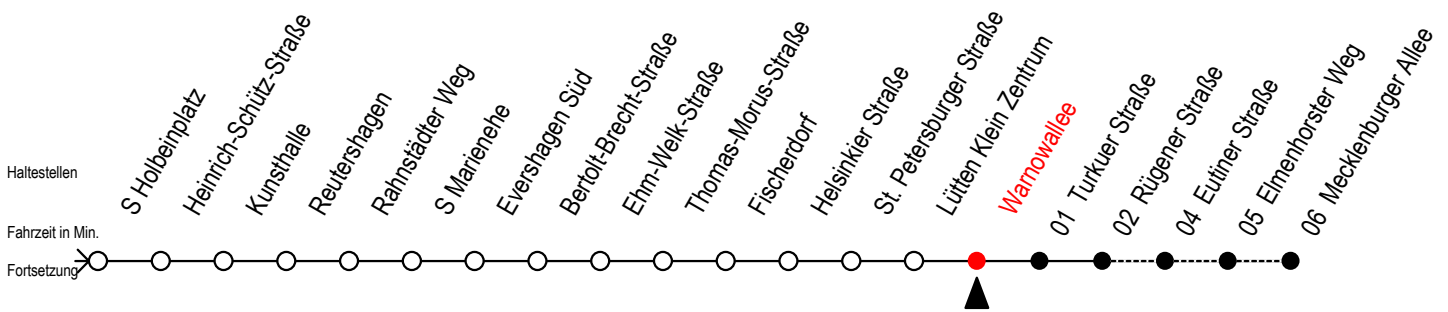 Haltestellen
Fahrzeit in Min.
Fortsetzung
S Holbeinplatz
Heinrich-Schütz-Straße
Kunsthalle
Reutershagen
Rahnstädter Weg
S Marienehe
Evershagen Süd
Bertolt-Brecht-Straße
Ehm-Welk-Straße
Thomas-Morus-Straße
Fischerdorf
Helsinkier Straße
St. Petersburger Straße
Lütten Klein Zentrum
Warnowallee
01 Turkuer Straße
02 Rügener Straße
04 Eutiner Straße
05 Elmenhorster Weg
06 Mecklenburger Allee